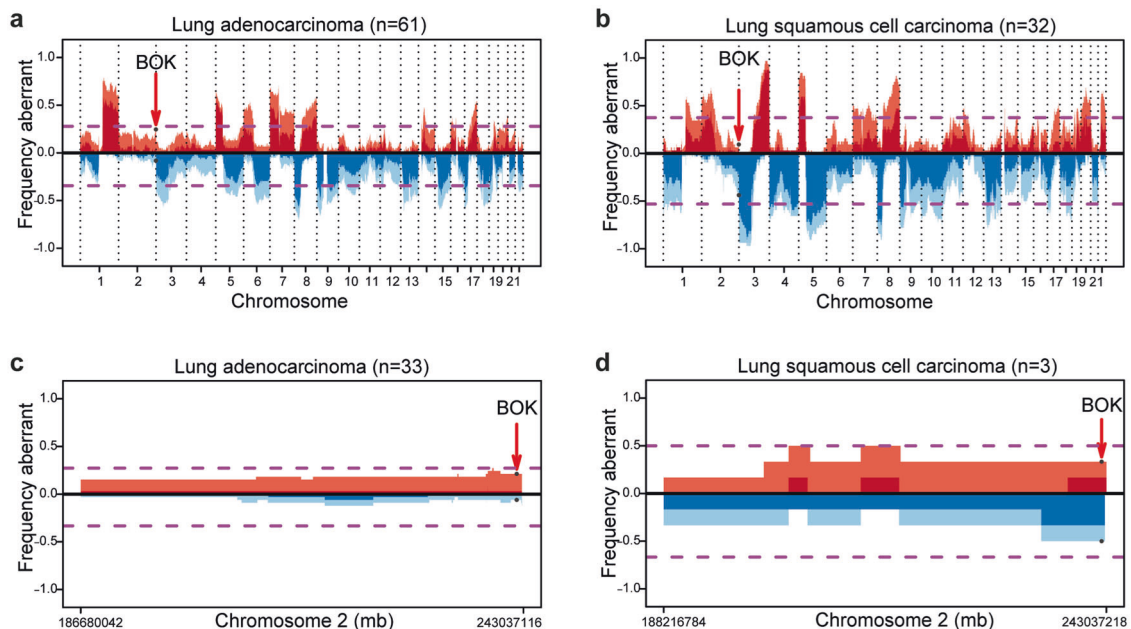 a
Lung adenocarcinoma (n=61)
Frequency aberrant
1.0
0.5
0.0
−0.5
−1.0
BOK
1 2 3 4 5 6 7 8 9 10 11 12 13 15 17 19 21
Chromosome
b
Lung squamous cell carcinoma (n=32)
Frequency aberrant
1.0
0.5
0.0
−0.5
−1.0
BOK
1 2 3 4 5 6 7 8 9 10 11 12 13 15 17 19 21
Chromosome
c
Lung adenocarcinoma (n=33)
Frequency aberrant
1.0
0.5
0.0
−0.5
−1.0
BOK
186680042 Chromosome 2 (mb) 243037116
d
Lung squamous cell carcinoma (n=3)
Frequency aberrant
1.0
0.5
0.0
−0.5
−1.0
BOK
188216784 Chromosome 2 (mb) 243037218